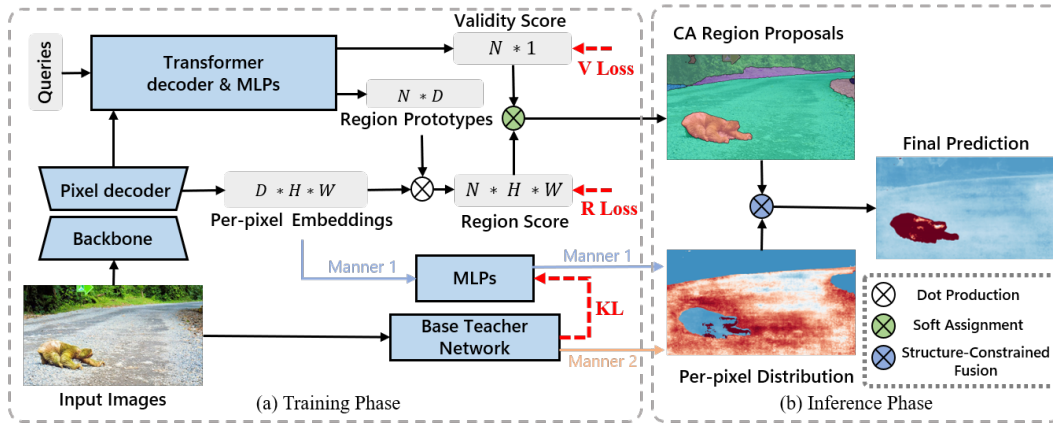 Validity Score
CA Region Proposals
Queries
Transformer
decoder & MLPs
N * 1
V Loss
N * D
Region Prototypes
Final Prediction
Pixel decoder
D * H * W
N * H * W
Per-pixel Embeddings
Region Score
R Loss
Backbone
Manner 1
MLPs
Manner 1
KL
Base Teacher
Network
Manner 2
Dot Production
Soft Assignment
Structure-Constrained
Fusion
Input Images
Per-pixel Distribution
(a) Training Phase
(b) Inference Phase